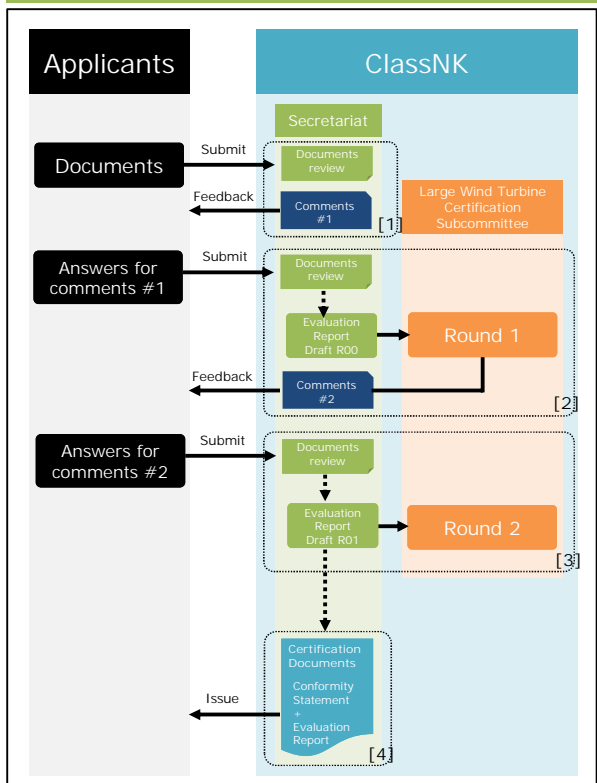 Applicants
ClassNK
Secretariat
Large Wind Turbine
Certification
Subcommittee
Documents
Submit
Documents
review
Feedback
Comments
#1
[1]
Answers for
comments #1
Submit
Documents
review
Evaluation
Report
Draft R00
Round 1
Feedback
Comments
#2
[2]
Answers for
comments #2
Submit
Documents
review
Evaluation
Report
Draft R01
Round 2
[3]
Certification
Documents
Conformity
Statement
+
Evaluation
Report
Issue
[4]